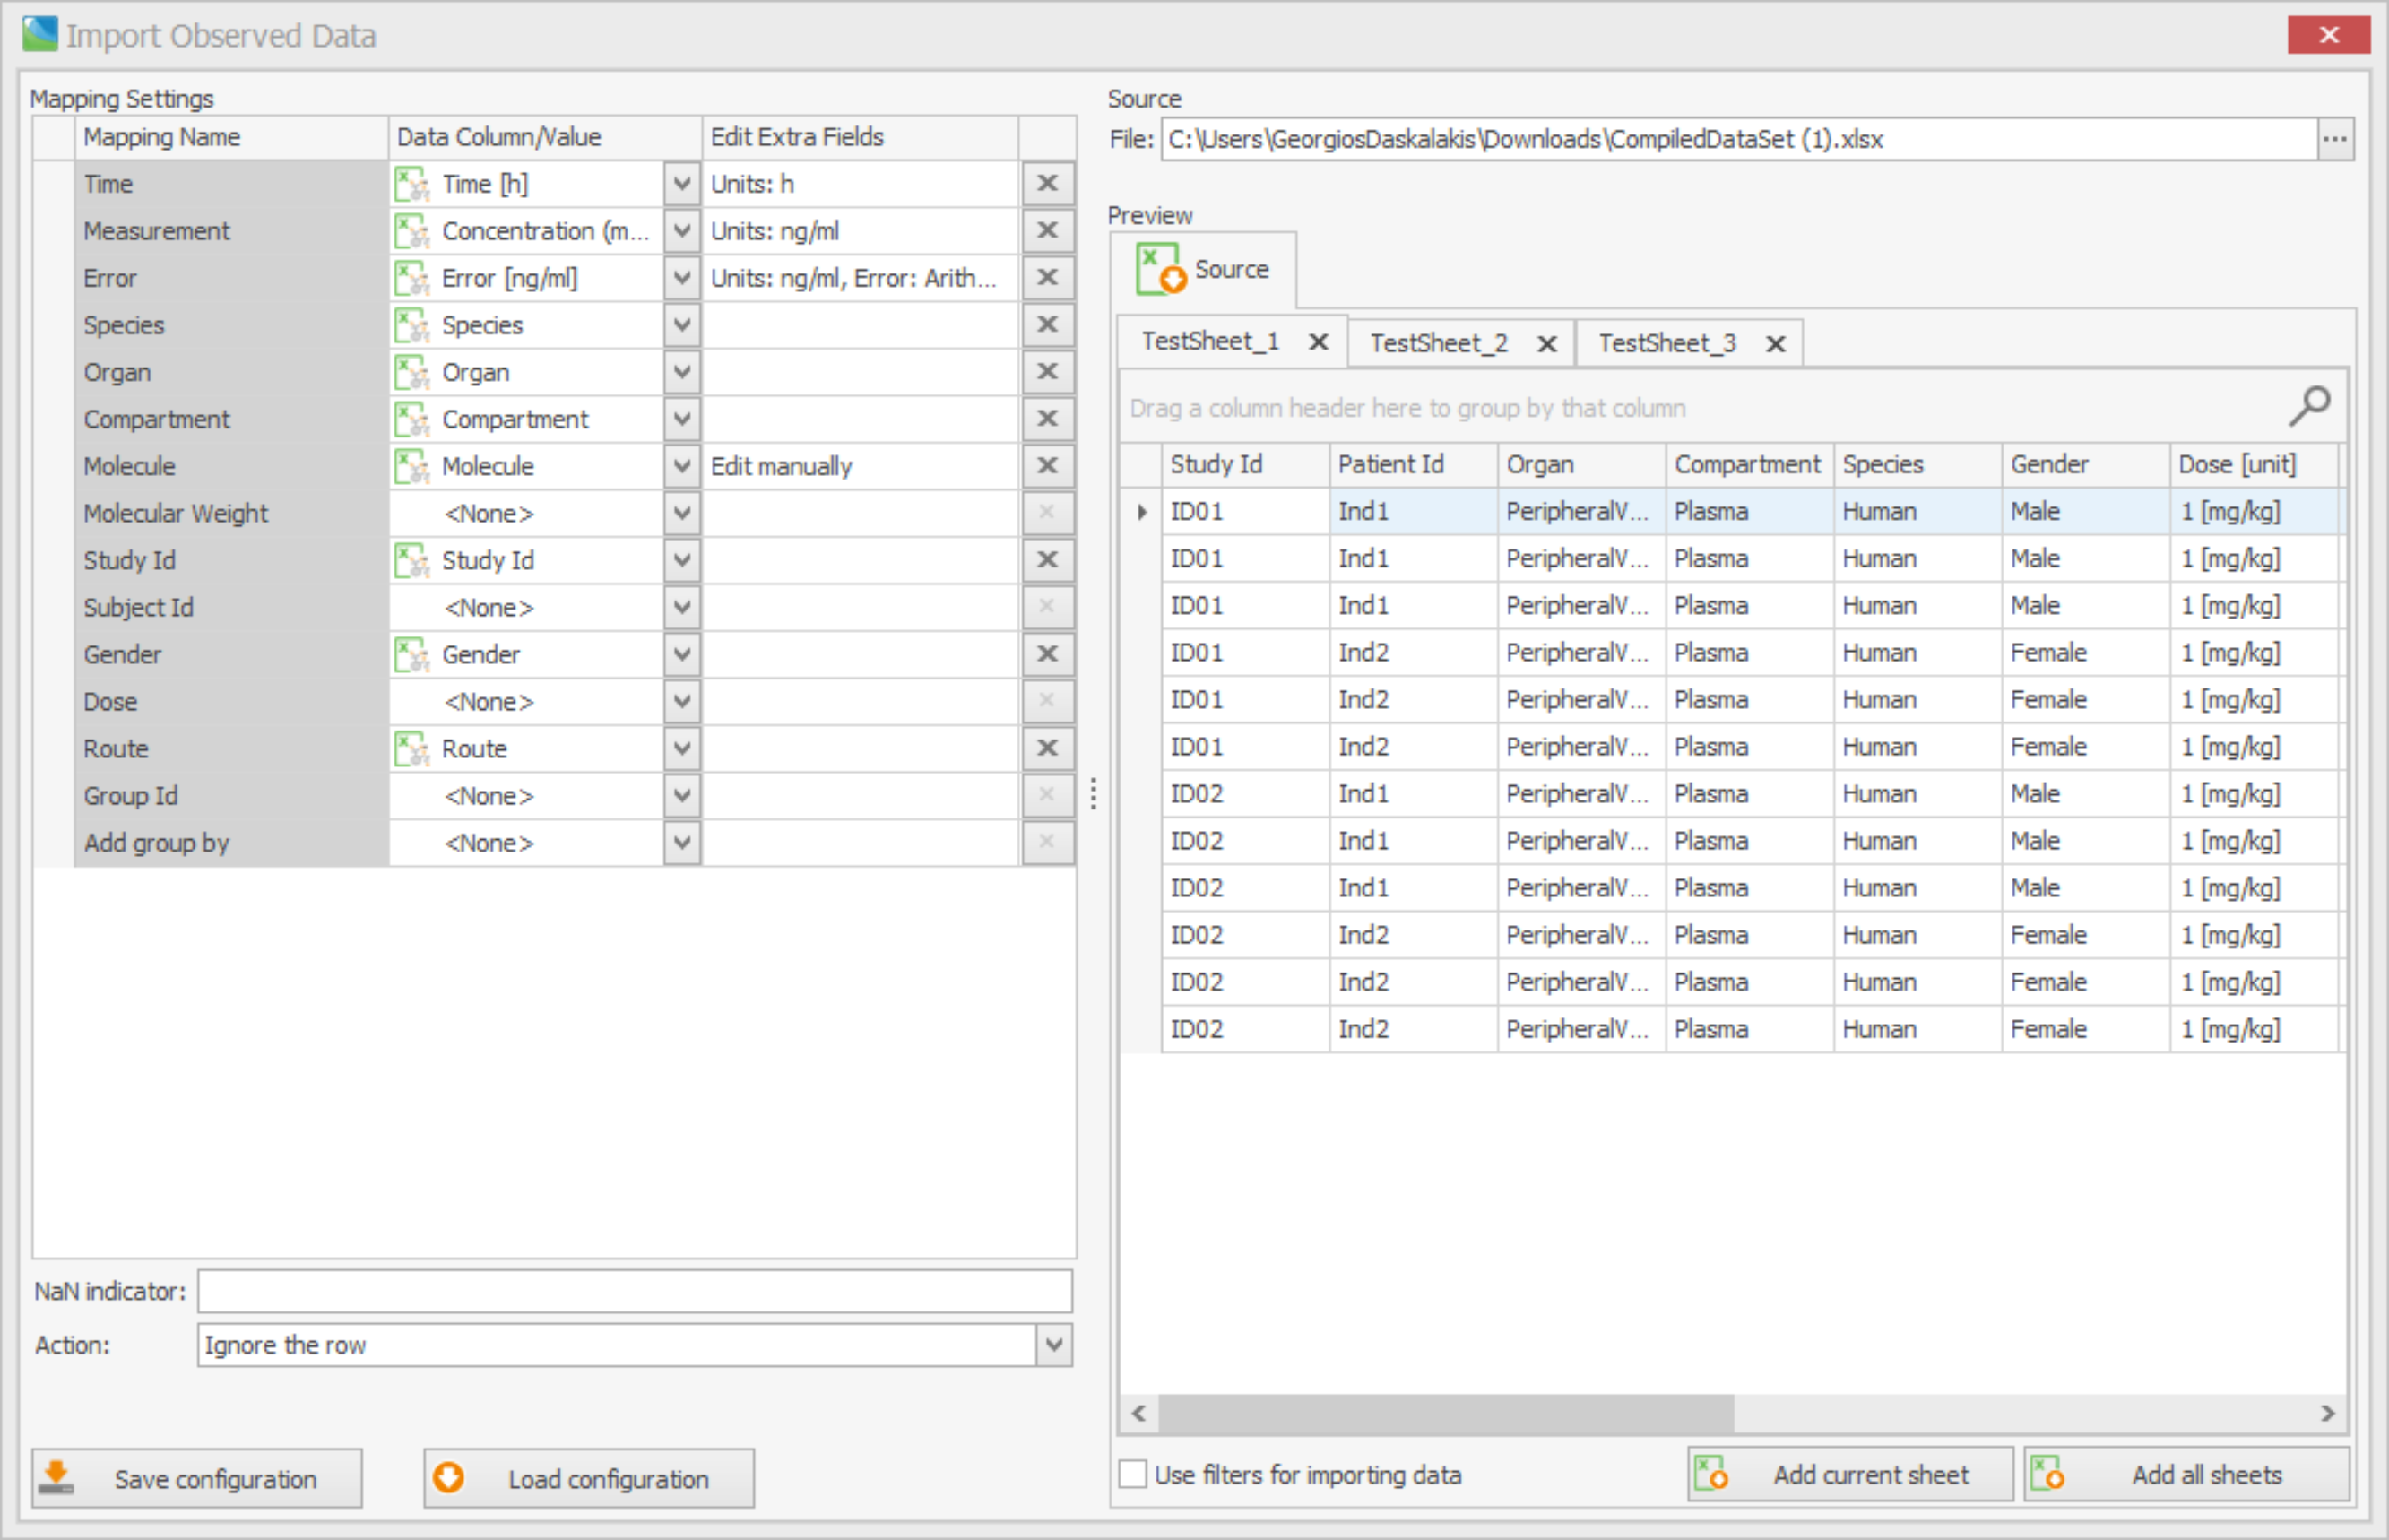 Import Observed Data
Mapping Settings
Mapping Name Data Column/Value Edit Extra Fields
Time Time [h] Units: h
Measurement Concentration (m... Units: ng/ml
Error Error [ng/ml] Units: ng/ml, Error: Arith...
Species Species
Organ Organ
Compartment Compartment
Molecule Molecule Edit manually
Molecular Weight <None>
Study Id Study Id
Subject Id <None>
Gender Gender
Dose <None>
Route Route
Group Id <None>
Add group by <None>
NaN indicator:
Action: Ignore the row
Save configuration Load configuration
Source
File: C:\Users\GeorgiosDaskalakis\Downloads\CompiledDataSet (1).xlsx ...
Preview
Source
TestSheet_1 TestSheet_2 TestSheet_3
Drag a column header here to group by that column
Study Id Patient Id Organ Compartment Species Gender Dose [unit]
ID01 Ind1 PeripheralV... Plasma Human Male 1 [mg/kg]
ID01 Ind1 PeripheralV... Plasma Human Male 1 [mg/kg]
ID01 Ind1 PeripheralV... Plasma Human Male 1 [mg/kg]
ID01 Ind2 PeripheralV... Plasma Human Female 1 [mg/kg]
ID01 Ind2 PeripheralV... Plasma Human Female 1 [mg/kg]
ID01 Ind2 PeripheralV... Plasma Human Female 1 [mg/kg]
ID02 Ind1 PeripheralV... Plasma Human Male 1 [mg/kg]
ID02 Ind1 PeripheralV... Plasma Human Male 1 [mg/kg]
ID02 Ind1 PeripheralV... Plasma Human Male 1 [mg/kg]
ID02 Ind2 PeripheralV... Plasma Human Female 1 [mg/kg]
ID02 Ind2 PeripheralV... Plasma Human Female 1 [mg/kg]
ID02 Ind2 PeripheralV... Plasma Human Female 1 [mg/kg]
Use filters for importing data Add current sheet Add all sheets